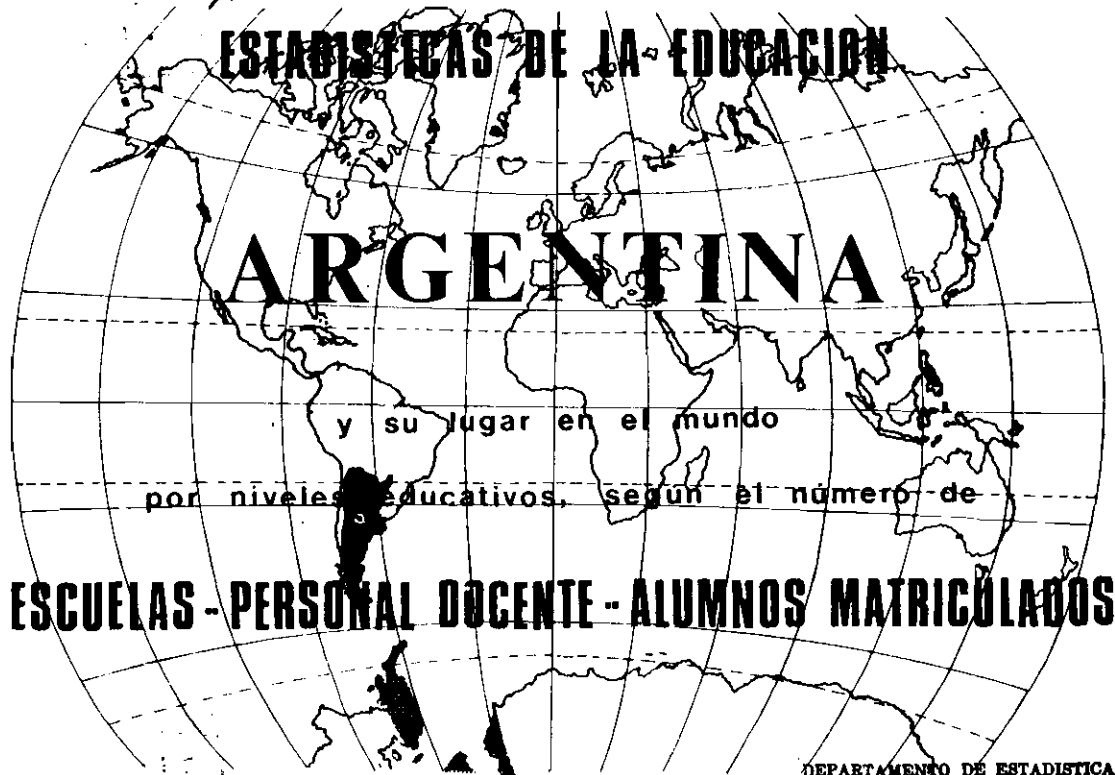 ESTADISTICAS DE LA EDUCACION
ARGENTINA
y su lugar en el mundo
por niveles educativos, según el número de
ESCUELAS - PERSONAL DOCENTE - ALUMNOS MATRICULADOS
DEPARTAMENTO DE ESTADISTICA